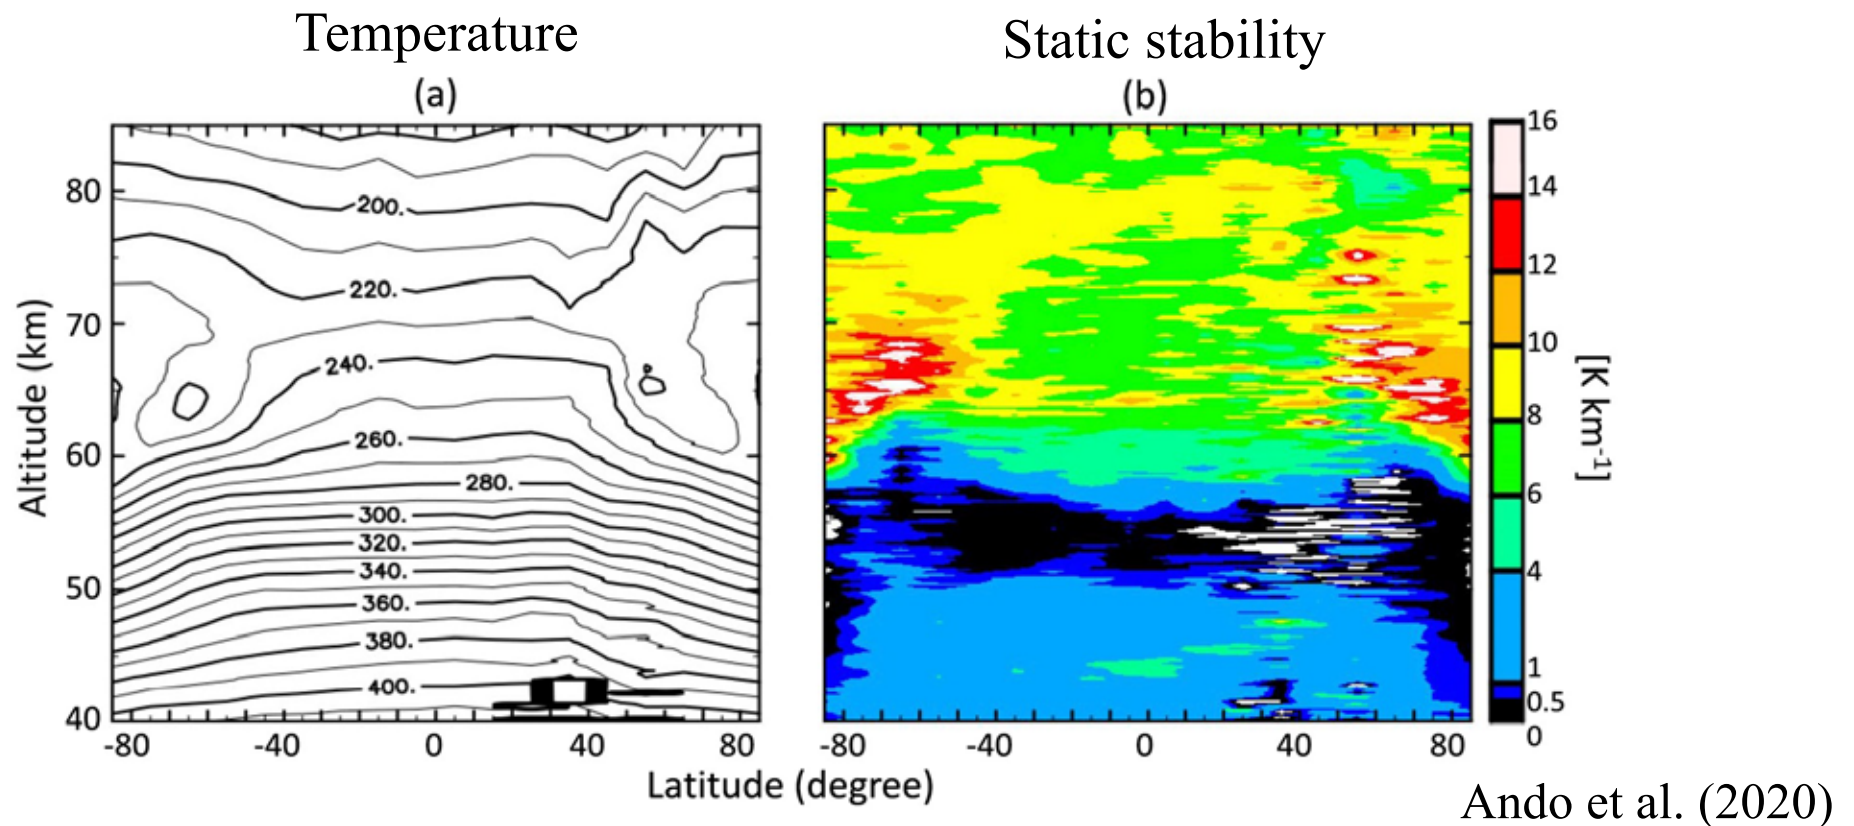 Temperature
Static stability
(a)
(b)
Altitude (km)
80
70
60
50
40
200.
220.
240.
260.
280.
300.
320.
340.
360.
380.
400.
-80 -40 0 40 80
-80 -40 0 40 80
Latitude (degree)
16
14
12
10
8
6
4
1
0.5
0
[K km-1]
Ando et al. (2020)